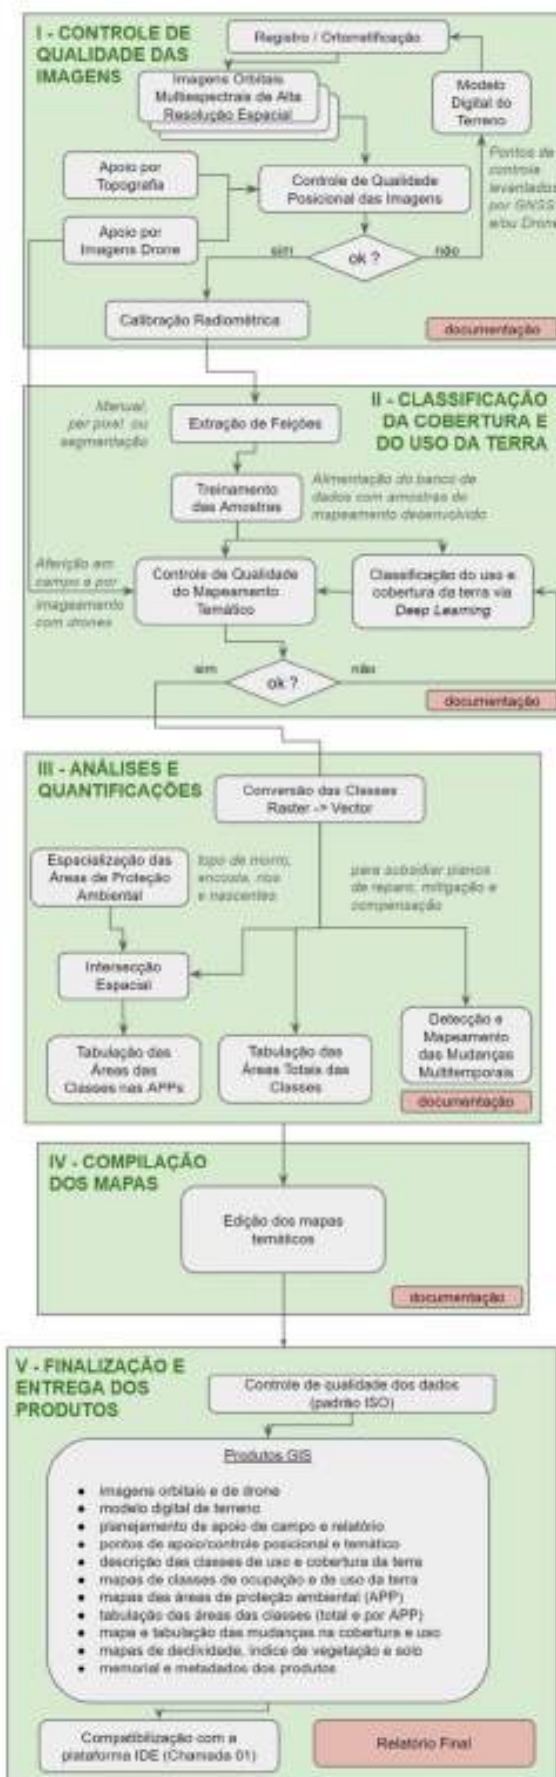 I - CONTROLE DE
QUALIDADE DAS
IMAGENS
Registro / Ortorretificação
Imagens Orbitais
Multiespectrais de Alta
Resolução Espacial
Modelo
Digital do
Terreno
Pontos de
controle
levantados
por GNSS
e/ou Drone
Apoio por
Topografia
Controle de Qualidade
Posicional das Imagens
Apoio por
Imagens Drone
sim
ok ?
não
Calibração Radiométrica
documentação
II - CLASSIFICAÇÃO
DA COBERTURA E
DO USO DA TERRA
Manual,
per pixel ou
segmentação
Extração de Feições
Treinamento
das Amostras
Alimentação do banco de
dados com amostras de
mapeamento desenvolvido
Aferição em
campo e por
imageamento
com drones
Controle de Qualidade
do Mapeamento
Temático
Classificação do uso e
cobertura da terra via
Deep Learning
sim
ok ?
não
documentação
III - ANÁLISES E
QUANTIFICAÇÕES
Conversão das Classes
Raster -> Vector
Espacialização das
Áreas de Proteção
Ambiental
topo de morro,
encosta, rios
e nascentes
para subsidiar planos
de reparo, mitigação e
compensação
Intersecção
Espacial
Tabulação das
Áreas das
Classes nas APPs
Tabulação das
Áreas Totais das
Classes
Detecção e
Mapeamento
das Mudanças
Multitemporais
documentação
IV - COMPILAÇÃO
DOS MAPAS
Edição dos mapas
temáticos
documentação
V - FINALIZAÇÃO E
ENTREGA DOS
PRODUTOS
Controle de qualidade dos dados
(padrão ISO)
Produtos GIS
● imagens orbitais e de drone
● modelo digital de terreno
● planejamento de apoio de campo e relatório
● pontos de apoio/controle posicional e temático
● descrição das classes de uso e cobertura da terra
● mapas de classes de ocupação e de uso da terra
● mapas das áreas de proteção ambiental (APP)
● tabulação das áreas das classes (total e por APP)
● mapa e tabulação das mudanças na cobertura e uso
● mapas de declividade, índice de vegetação e solo
● memorial e metadados dos produtos
Compatibilização com a
plataforma IDE (Chamada 01)
Relatório Final